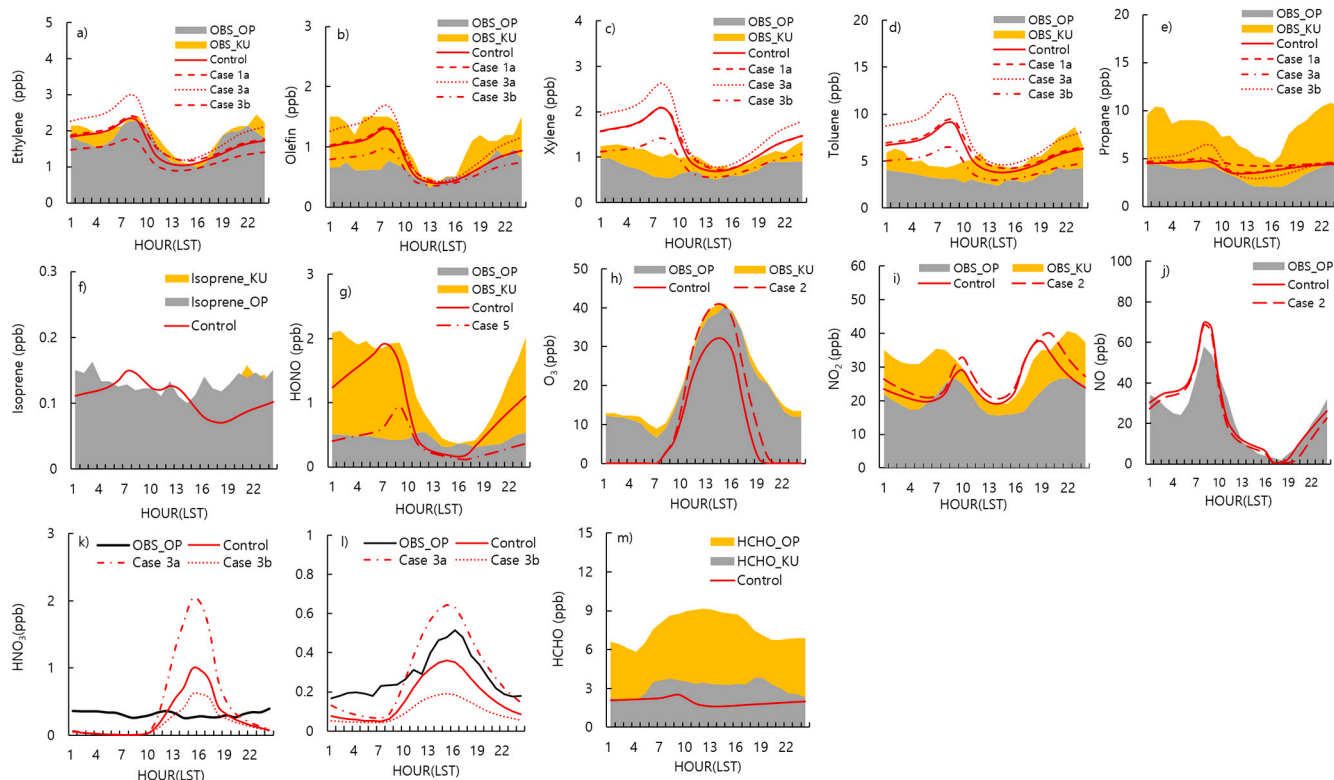 a)
Ethylene (ppb)
5
4
3
2
1
0
1 4 7 10 13 16 19 22
HOUR(LST)
OBS_OP
OBS_KU
Control
Case 1a
Case 3a
Case 3b
b)
Olefin (ppb)
3
2
1
0
1 4 7 10 13 16 19 22
HOUR(LST)
OBS_OP
OBS_KU
Control
Case 1a
Case 3a
Case 3b
c)
Xylene (ppb)
4
3
2
1
0
1 4 7 10 13 16 19 22
HOUR(LST)
OBS_OP
OBS_KU
Control
Case 1a
Case 3a
Case 3b
d)
Toluene (ppb)
20
15
10
5
0
1 4 7 10 13 16 19 22
HOUR(LST)
OBS_OP
OBS_KU
Control
Case 1a
Case 3a
Case 3b
e)
Propane (ppb)
20
15
10
5
0
1 4 7 10 13 16 19 22
HOUR(LST)
OBS_OP
OBS_KU
Control
Case 1a
Case 3a
Case 3b
f)
Isoprene (ppb)
0.3
0.2
0.1
0
1 4 7 10 13 16 19 22
HOUR(LST)
Isoprene_KU
Isoprene_OP
Control
g)
HONO (ppb)
3
2
1
0
1 4 7 10 13 16 19 22
HOUR(LST)
OBS_OP
OBS_KU
Control
Case 5
h)
O₃ (ppb)
50
40
30
20
10
0
1 4 7 10 13 16 19 22
HOUR(LST)
OBS_OP OBS_KU
Control Case 2
i)
NO₂ (ppb)
60
50
40
30
20
10
0
1 4 7 10 13 16 19 22
HOUR(LST)
OBS_OP OBS_KU
Control Case 2
j)
NO (ppb)
100
80
60
40
20
0
1 4 7 10 13 16 19 22
HOUR(LST)
OBS_OP
Control
Case 2
k)
HNO₃(ppb)
3
2
1
0
1 4 7 10 13 16 19 22
HOUR(LST)
OBS_OP Control
Case 3a Case 3b
l)
1
0.8
0.6
0.4
0.2
0
1 4 7 10 13 16 19 22
HOUR(LST)
OBS_OP Control
Case 3a Case 3b
m)
HCHO (ppb)
15
12
9
6
3
0
1 4 7 10 13 16 19 22
HOUR(LST)
HCHO_OP
HCHO_KU
Control